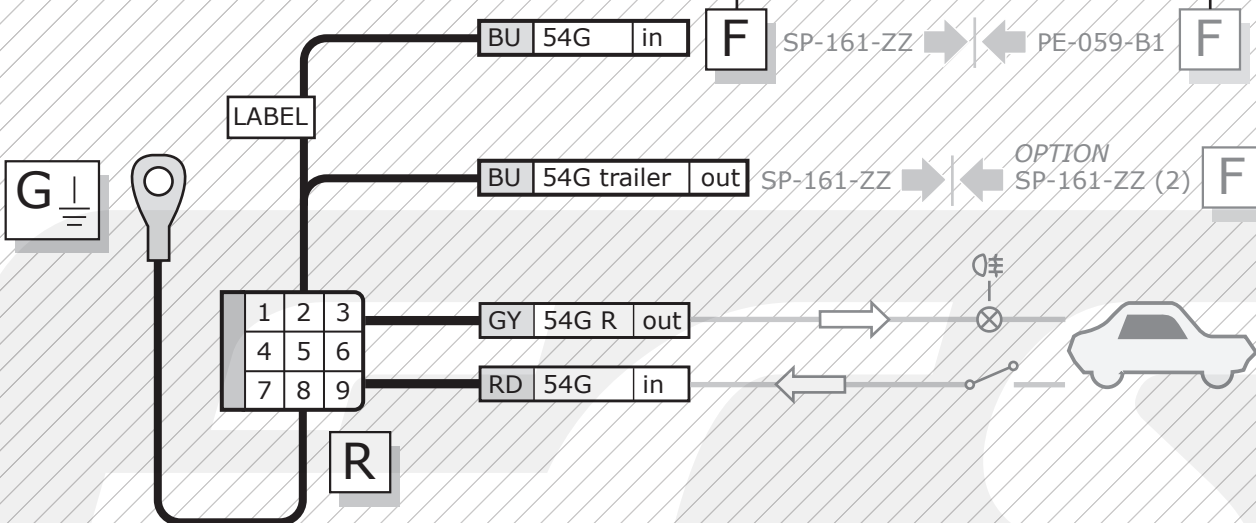 BU 54G in F SP-161-ZZ PE-059-B1 F
LABEL
OPTION
G BU 54G trailer out SP-161-ZZ SP-161-ZZ (2) F
1 2 3 GY 54G R out
4 5 6
7 8 9 RD 54G in
R